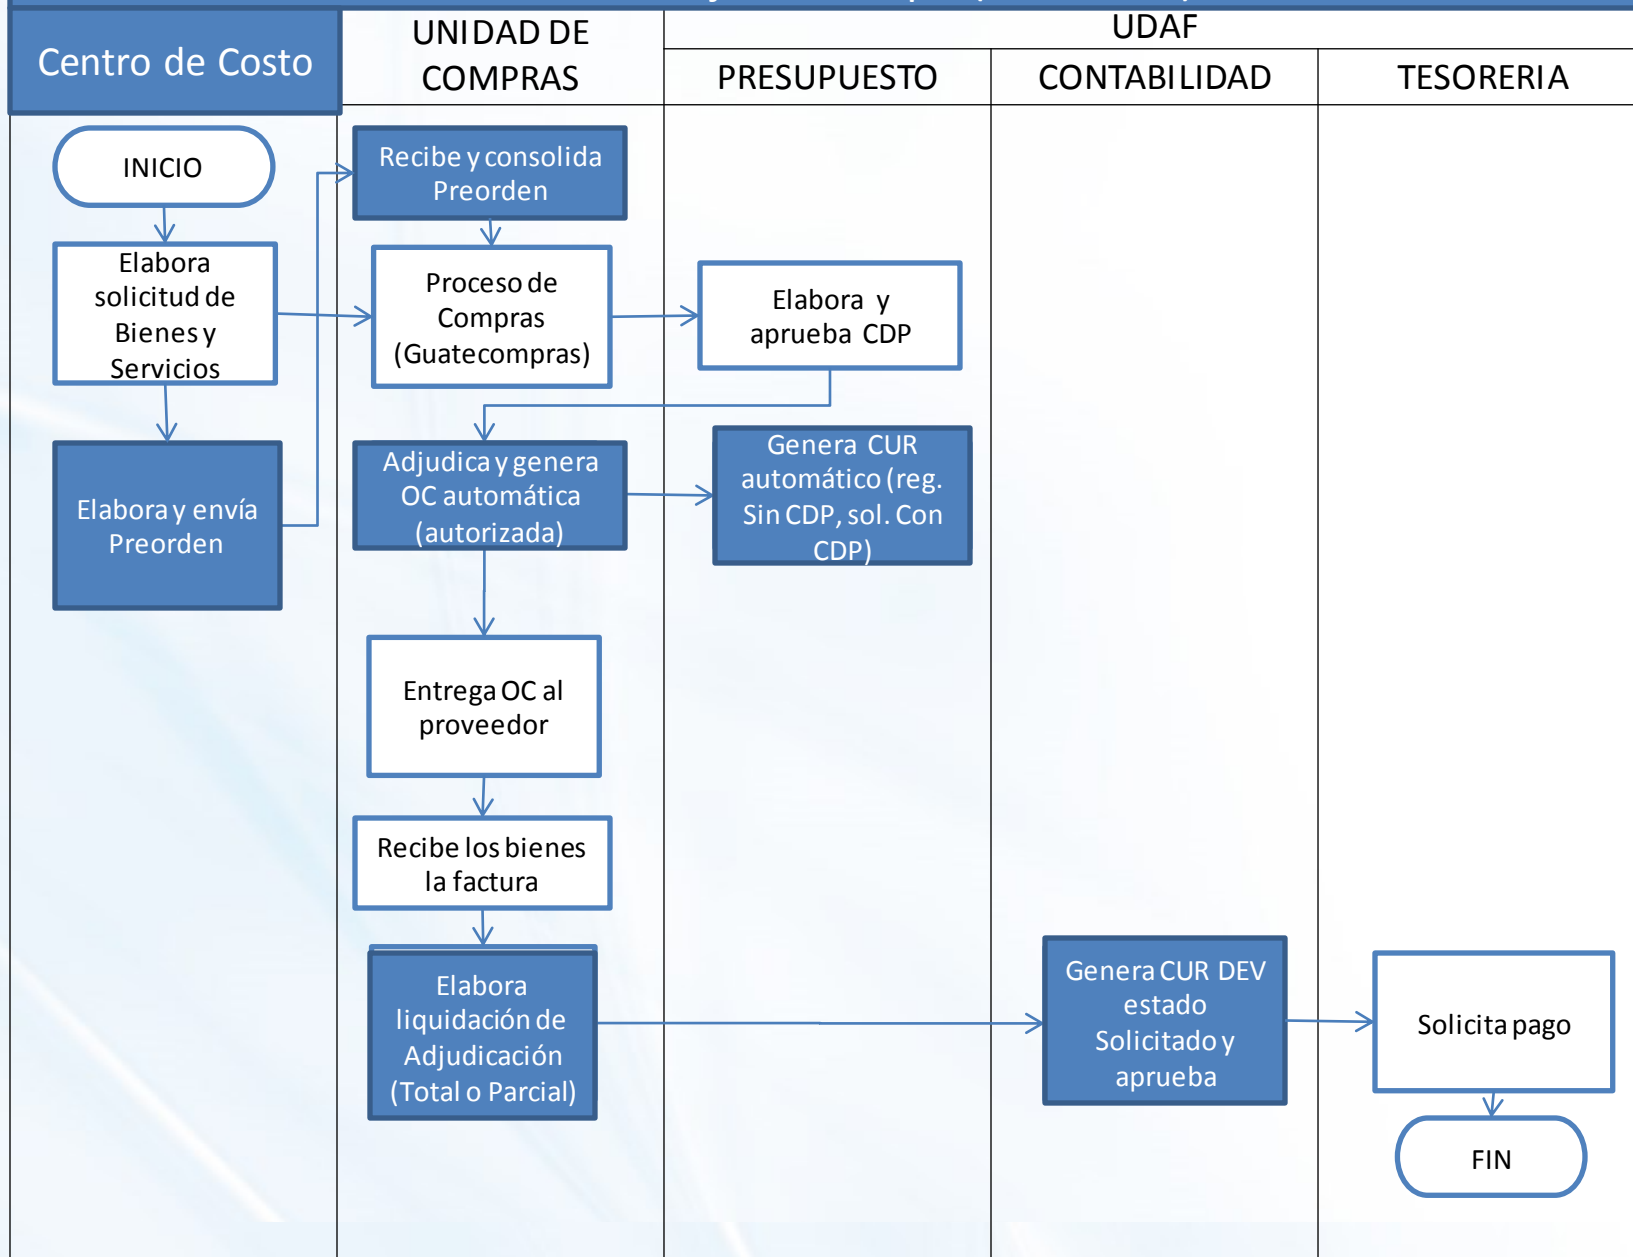 Centro de Costo
UNIDAD DE
COMPRAS
UDAF
PRESUPUESTO
CONTABILIDAD
TESORERIA
INICIO
Elabora
solicitud de
Bienes y
Servicios
Elabora y envía
Preorden
Recibe y consolida
Preorden
Proceso de
Compras
(Guatecompras)
Elabora y
aprueba CDP
Adjudica y genera
OC automática
(autorizada)
Genera CUR
automático (reg.
Sin CDP, sol. Con
CDP)
Entrega OC al
proveedor
Recibe los bienes
la factura
Elabora
liquidación de
Adjudicación
(Total o Parcial)
Genera CUR DEV
estado
Solicitado y
aprueba
Solicita pago
FIN